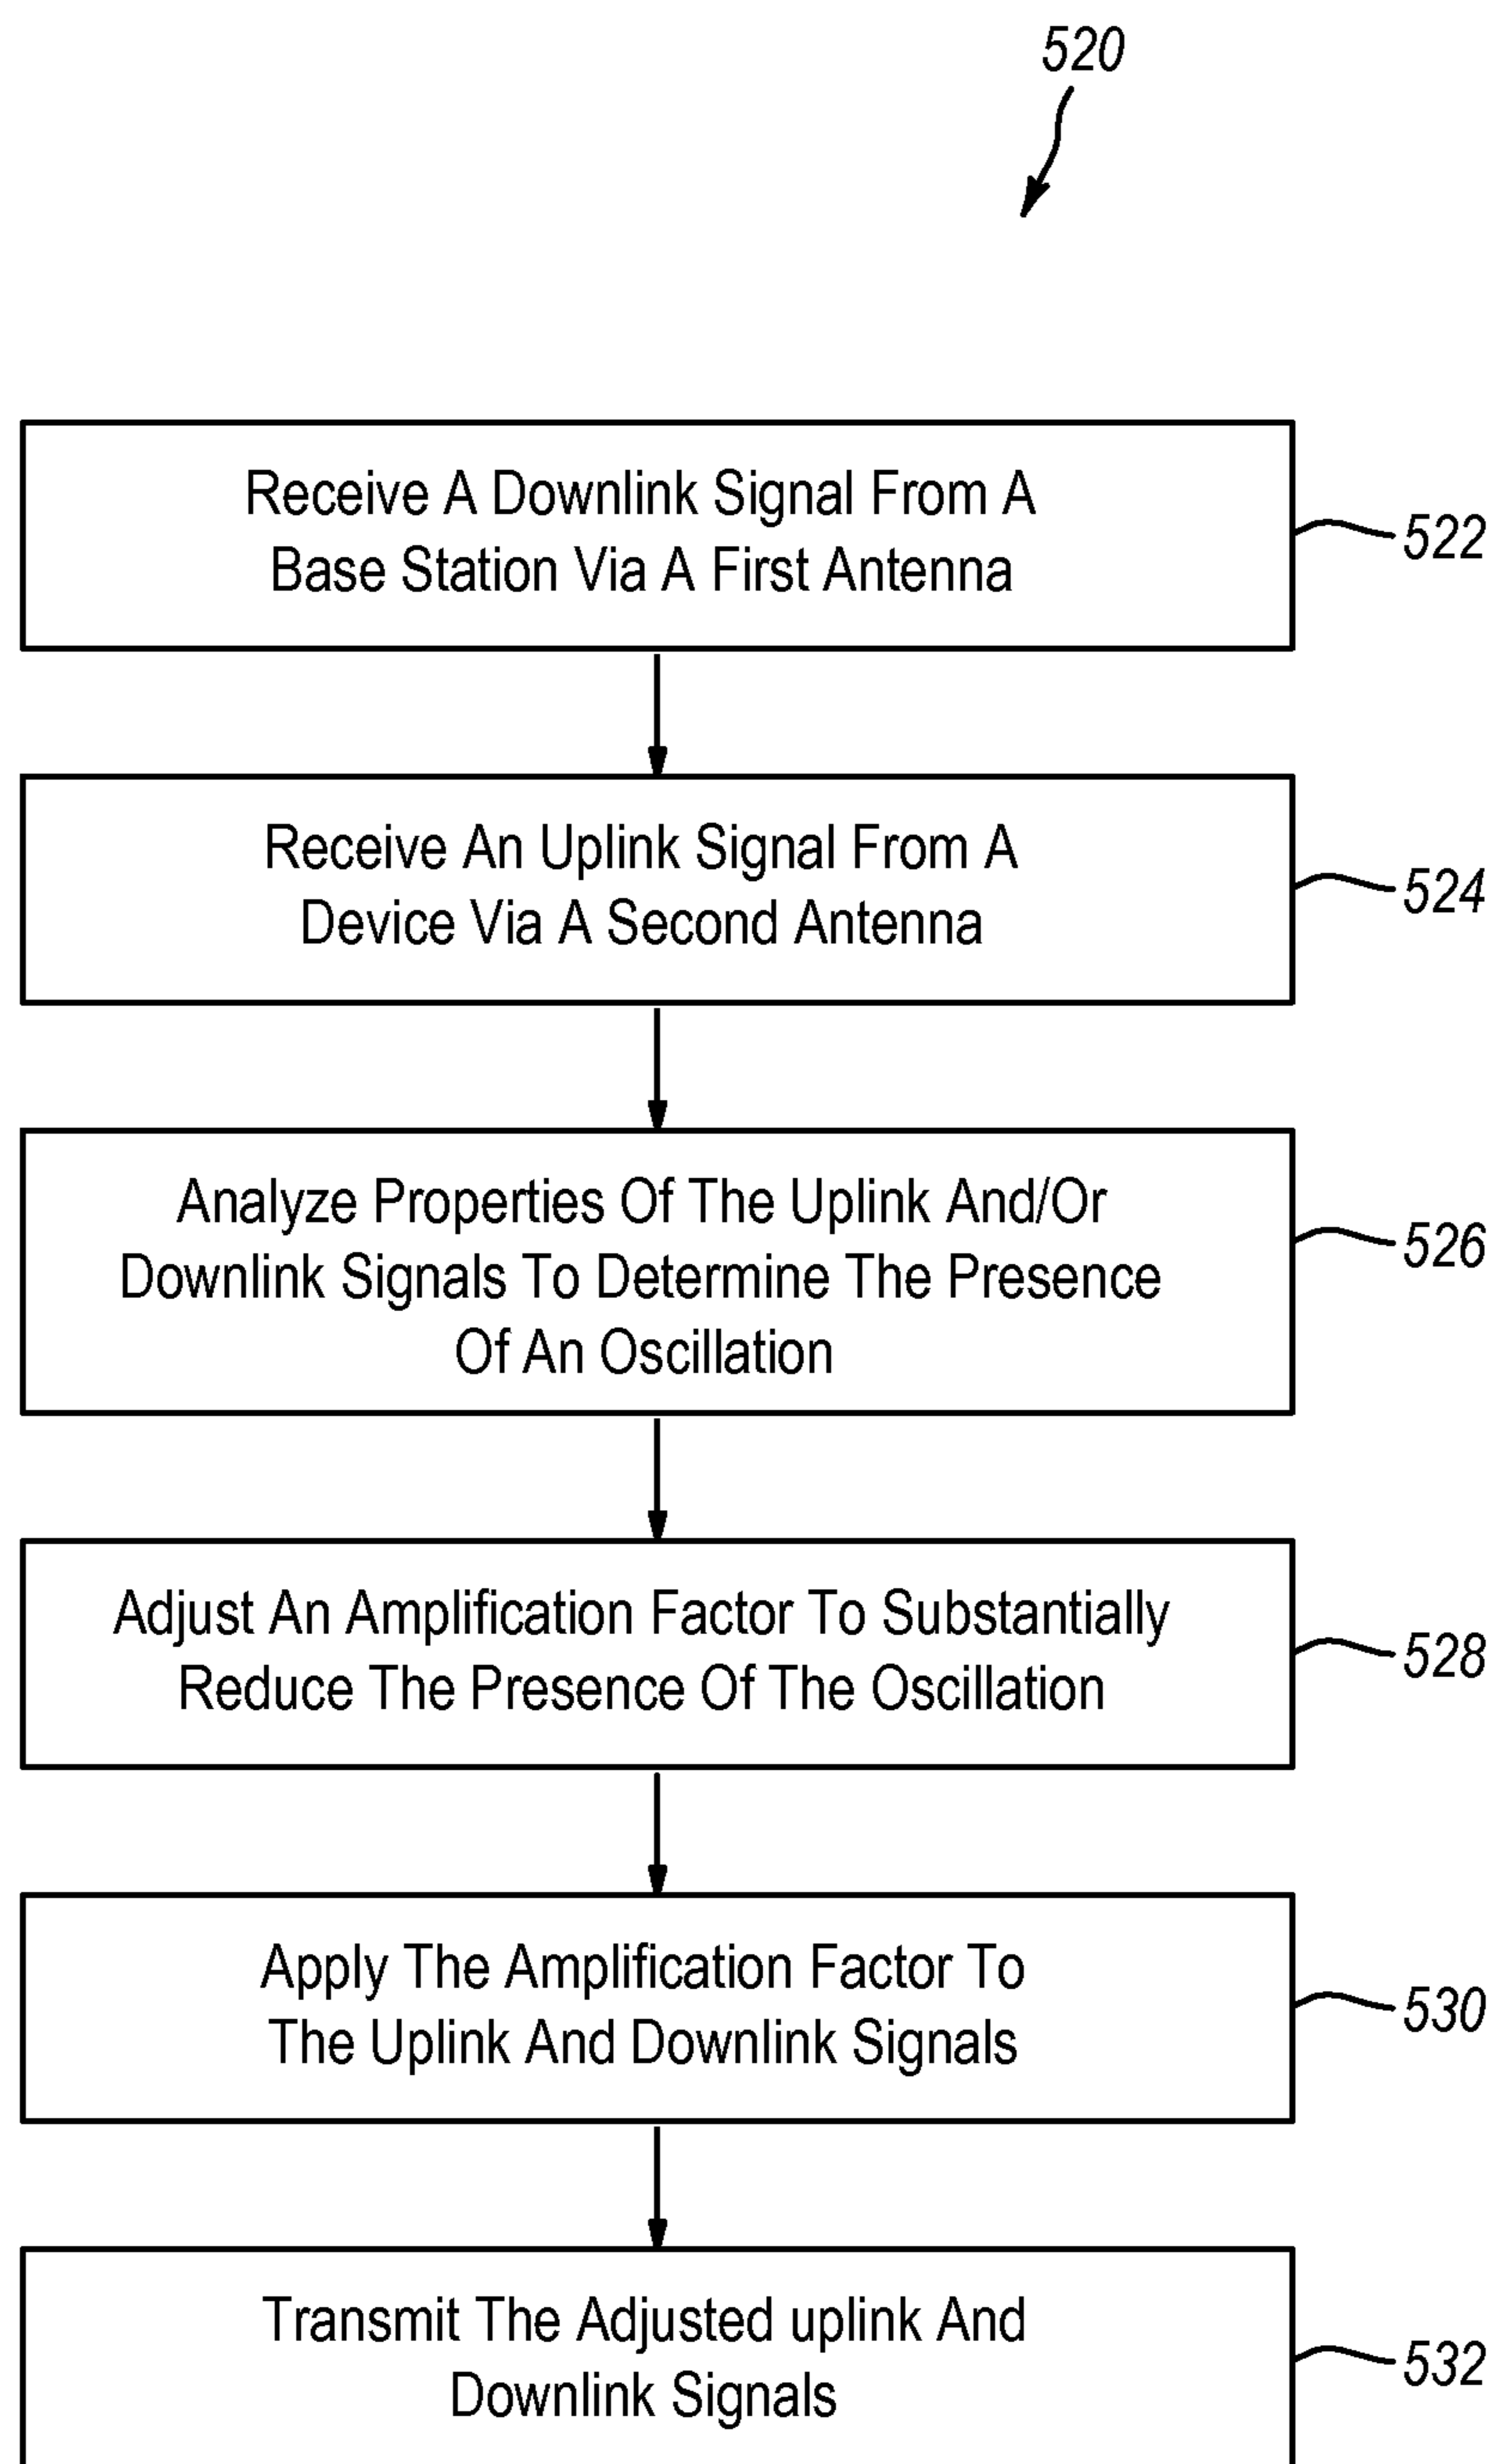 520
Receive A Downlink Signal From A
Base Station Via A First Antenna
522
Receive An Uplink Signal From A
Device Via A Second Antenna
524
Analyze Properties Of The Uplink And/Or
Downlink Signals To Determine The Presence
Of An Oscillation
526
Adjust An Amplification Factor To Substantially
Reduce The Presence Of The Oscillation
528
Apply The Amplification Factor To
The Uplink And Downlink Signals
530
Transmit The Adjusted uplink And
Downlink Signals
532